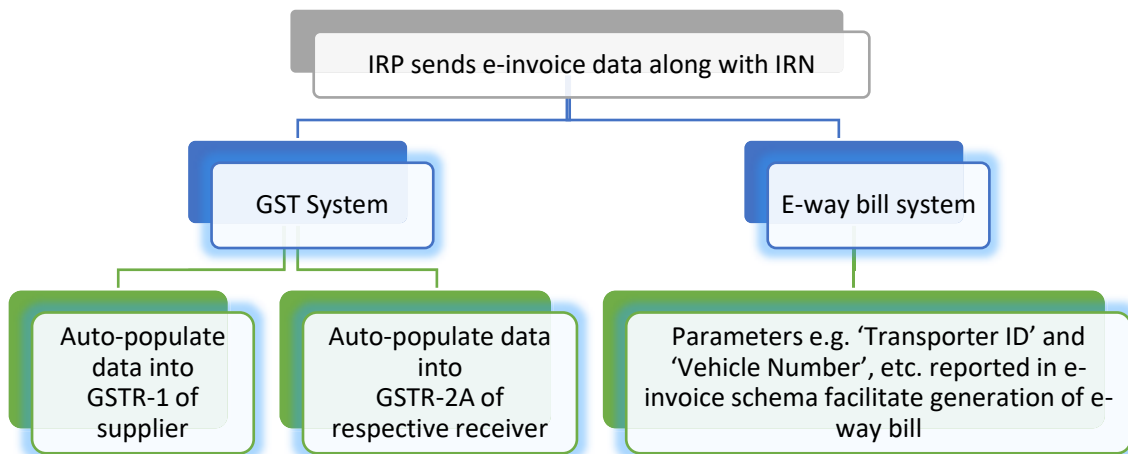 IRP sends e-invoice data along with IRN
GST System
E-way bill system
Auto-populate
data into
GSTR-1 of
supplier
Auto-populate data
into
GSTR-2A of
respective receiver
Parameters e.g. ‘Transporter ID’ and
‘Vehicle Number’, etc. reported in e-
invoice schema facilitate generation of e-
way bill